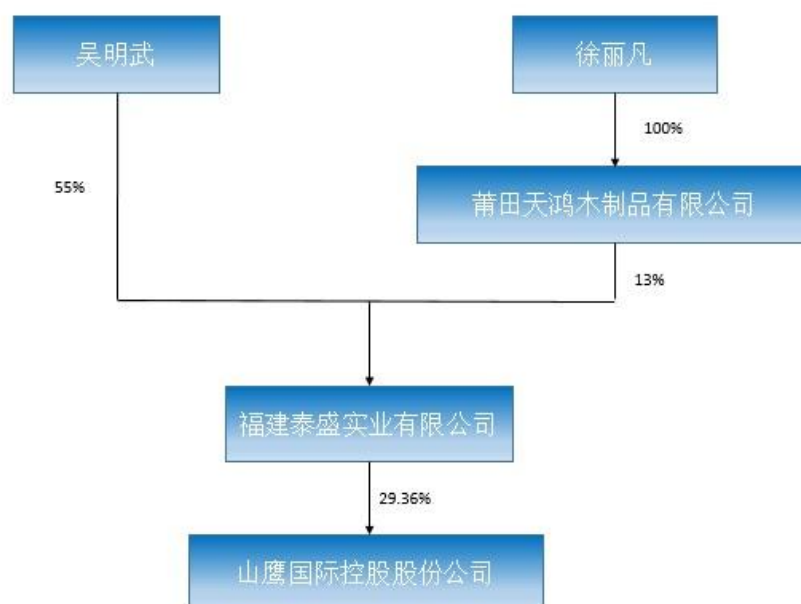 吴明武
徐丽凡
100%
55%
莆田天鸿木制品有限公司
13%
福建泰盛实业有限公司
29.36%
山鹰国际控股股份公司